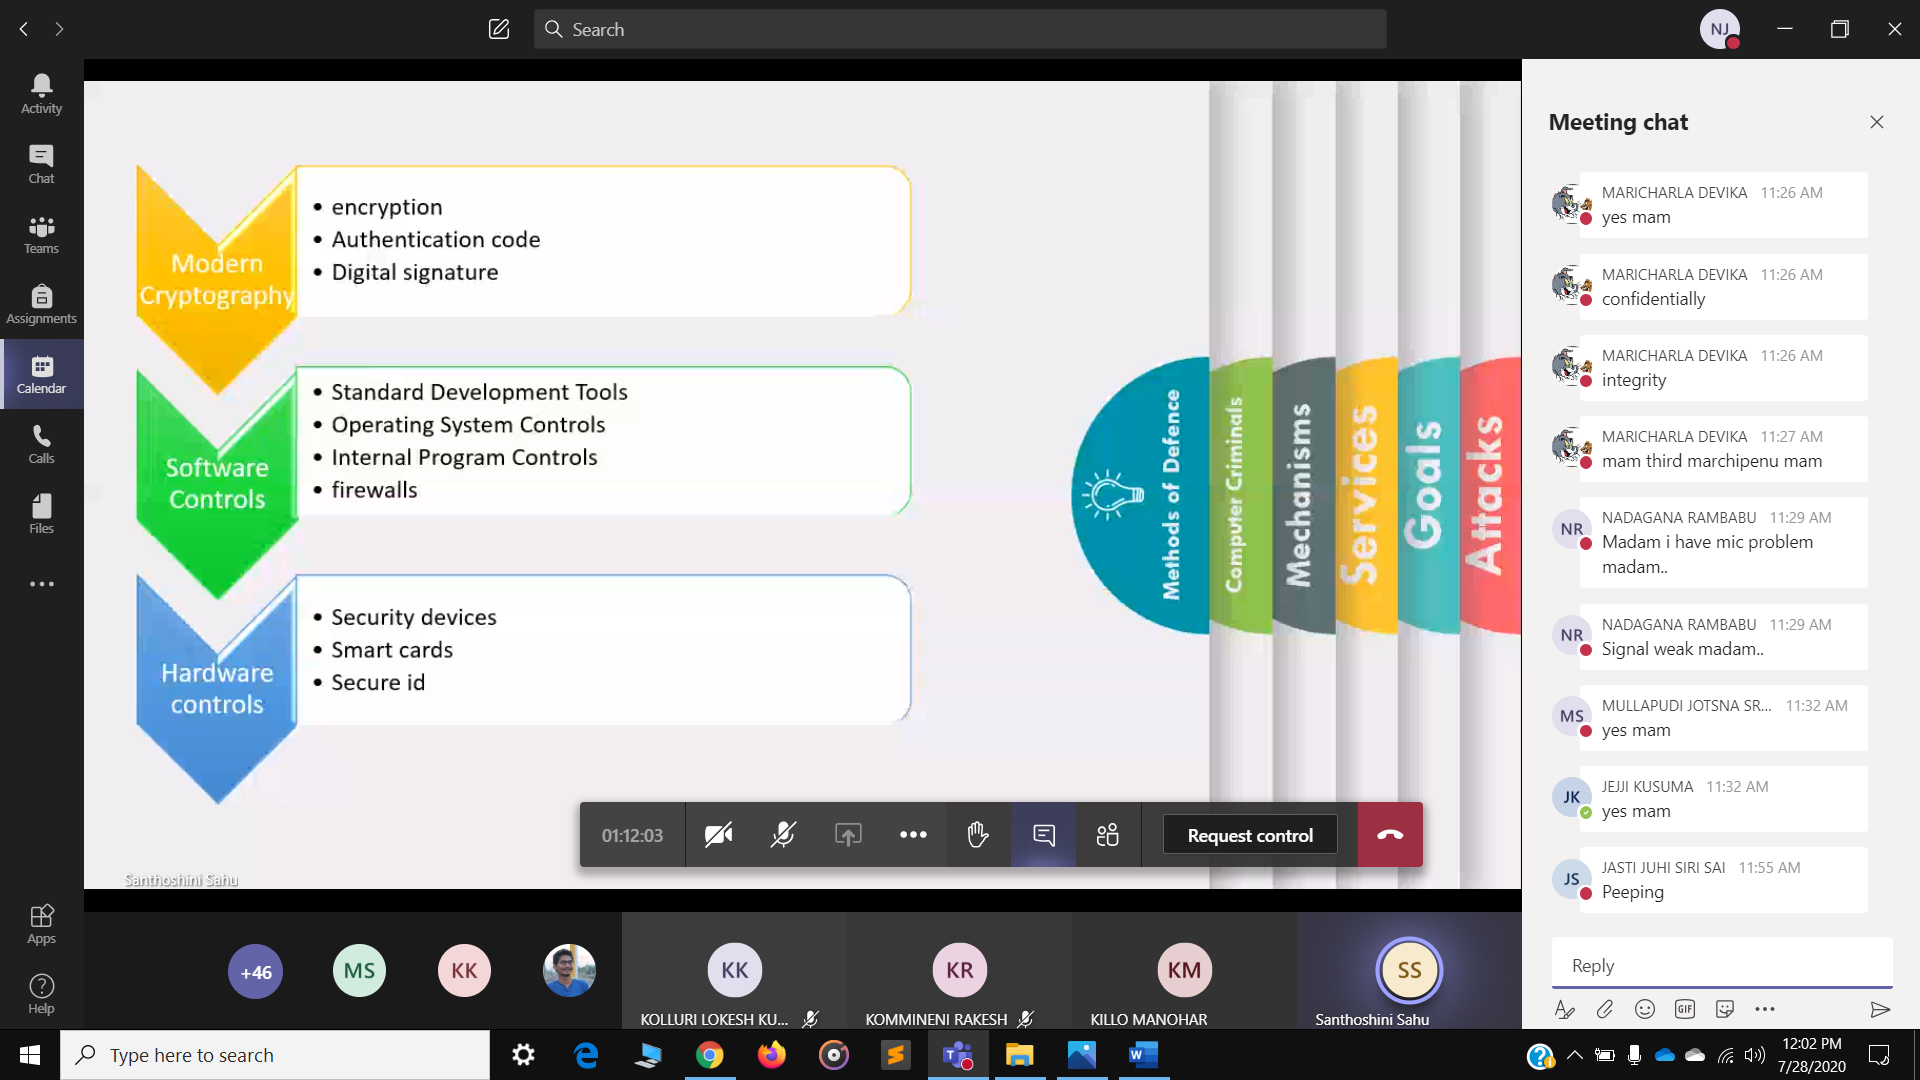 Search
NJ
Activity
Chat
Teams
Assignments
Calendar
Calls
Files
Apps
Help
Modern
Cryptography
• encryption
• Authentication code
• Digital signature
Software
Controls
• Standard Development Tools
• Operating System Controls
• Internal Program Controls
• firewalls
Hardware
controls
• Security devices
• Smart cards
• Secure id
Methods of Defence
Computer Criminals
Mechanisms
Services
Goals
Attacks
01:12:03
Request control
Santhoshini Sahu
+46
MS
KK
KK
KOLLURI LOKESH KU...
KR
KOMMINENI RAKESH
KM
KILLO MANOHAR
SS
Santhoshini Sahu
Meeting chat
MARICHARLA DEVIKA 11:26 AM
yes mam
MARICHARLA DEVIKA 11:26 AM
confidentially
MARICHARLA DEVIKA 11:26 AM
integrity
MARICHARLA DEVIKA 11:27 AM
mam third marchipenu mam
NR
NADAGANA RAMBABU 11:29 AM
Madam i have mic problem
madam..
NR
NADAGANA RAMBABU 11:29 AM
Signal weak madam..
MS
MULLAPUDI JOTSNA SR... 11:32 AM
yes mam
JK
JEJJI KUSUMA 11:32 AM
yes mam
JS
JASTI JUHI SIRI SAI 11:55 AM
Peeping
Reply
GIF
Type here to search
12:02 PM
7/28/2020